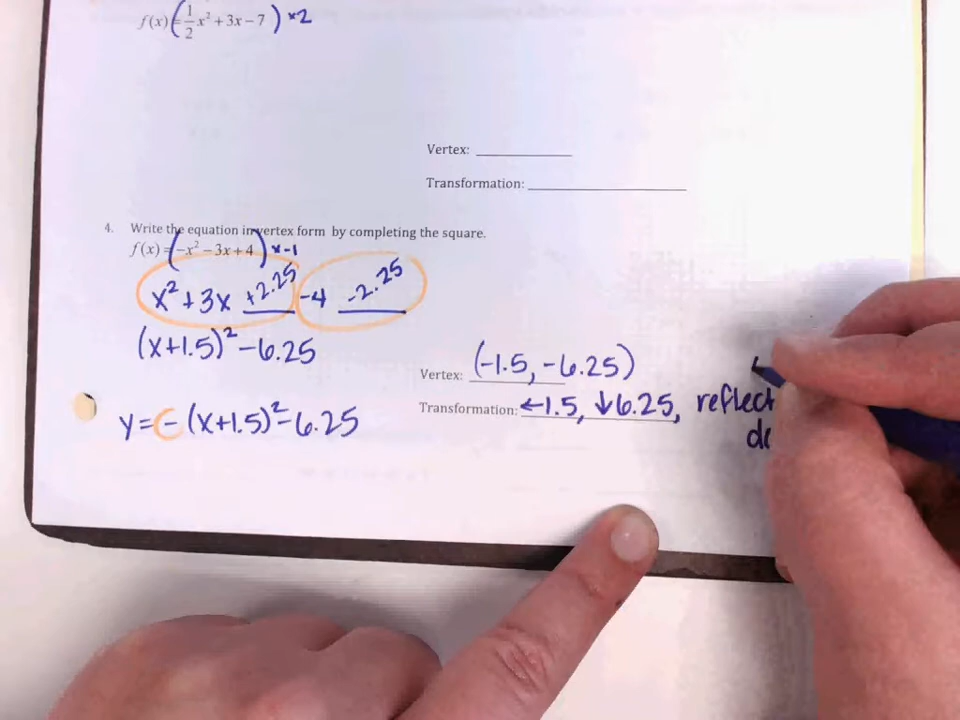 f(x)=(1/2x² + 3x − 7) ×2
Vertex: ____________
Transformation: ____________________
4. Write the equation in vertex form by completing the square.
f(x) = (−x² − 3x + 4) ×−1
x² + 3x +2.25 −4 −2.25
(x+1.5)² − 6.25
Vertex: (−1.5, −6.25)
Transformation: ←1.5, ↓6.25, reflect
y = −(x+1.5)² − 6.25